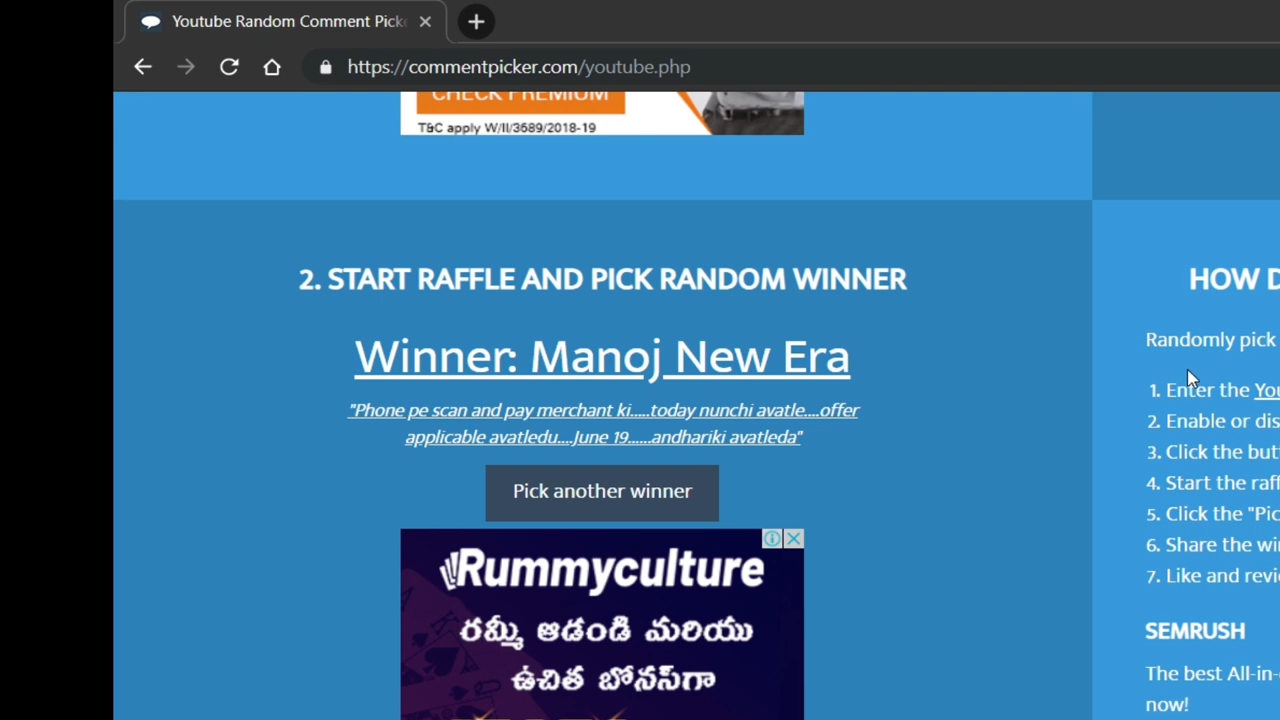 Youtube Random Comment Picke
https://commentpicker.com/youtube.php
CHECK PREMIUM
T&C apply W/II/3689/2018-19
2. START RAFFLE AND PICK RANDOM WINNER
Winner: Manoj New Era
"Phone pe scan and pay merchant ki.....today nunchi avatle....offer
applicable avatledu....June 19......andhariki avatleda"
Pick another winner
Rummyculture
రమ్మీ ఆడండి మరియు
ఉచిత బోనస్‌గా
HOW D
Randomly pick
1. Enter the You
2. Enable or dis
3. Click the but
4. Start the raff
5. Click the "Pic
6. Share the wi
7. Like and revi
SEMRUSH
The best All-in-
now!